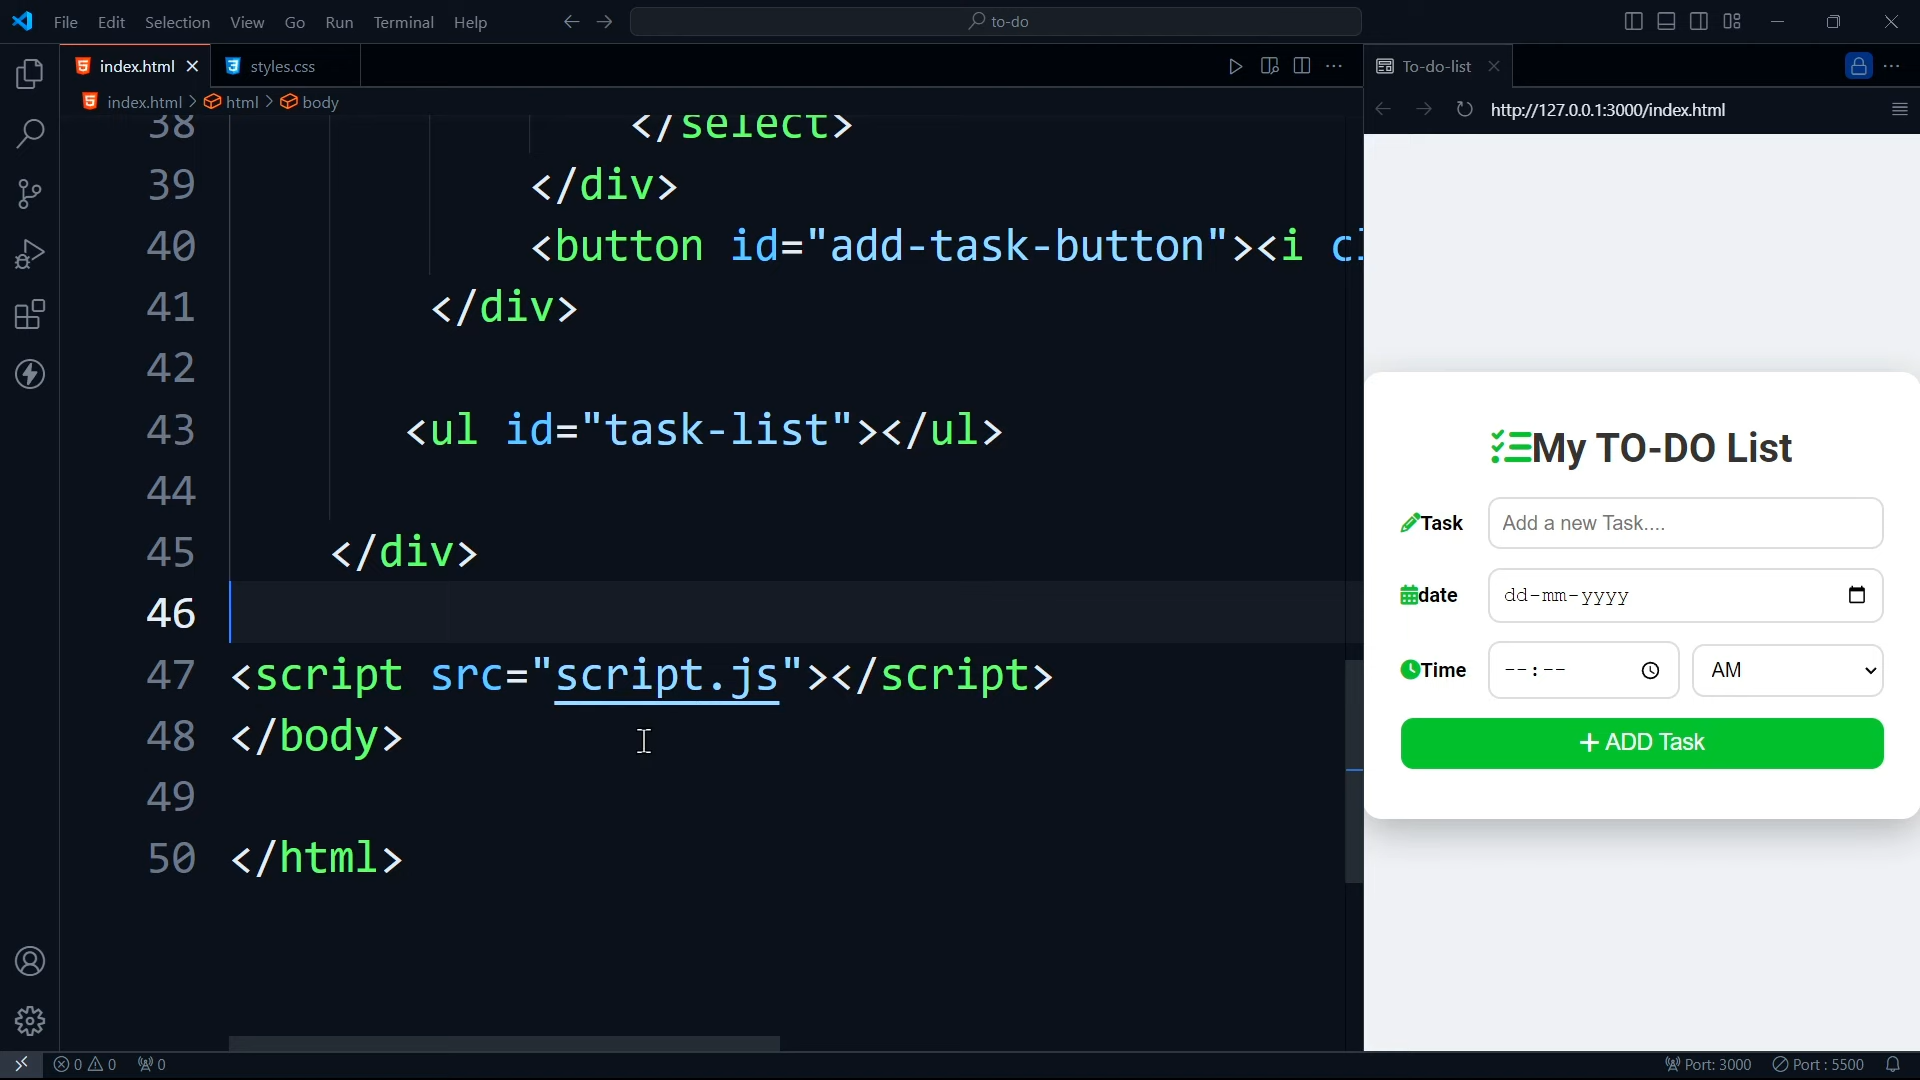 File Edit Selection View Go Run Terminal Help
to-do
index.html
styles.css
To-do-list
index.html > html > body
http://127.0.0.1:3000/index.html
38 </select>
39 </div>
40 <button id="add-task-button"><i cl
41 </div>
42
43 <ul id="task-list"></ul>
44
45 </div>
46
47 <script src="script.js"></script>
48 </body>
49
50 </html>
My TO-DO List
Task Add a new Task....
date dd-mm-yyyy
Time --:-- AM
+ ADD Task
0 0 0
Port: 3000 Port : 5500